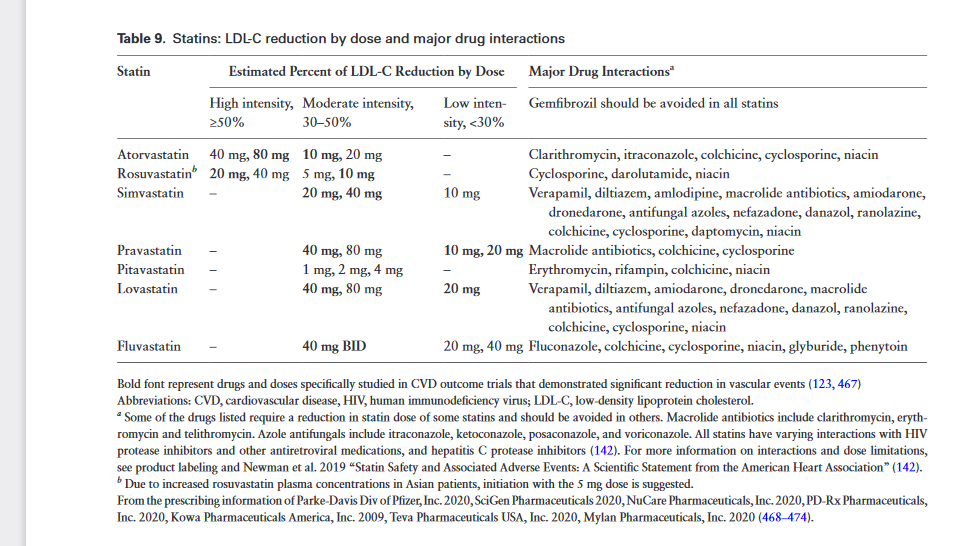 Table 9. Statins: LDL-C reduction by dose and major drug interactions
Statin Estimated Percent of LDL-C Reduction by Dose Major Drug Interactionsᵃ
High intensity, Moderate intensity, Low inten- Gemfibrozil should be avoided in all statins
≥50% 30–50% sity, <30%
Atorvastatin 40 mg, 80 mg 10 mg, 20 mg – Clarithromycin, itraconazole, colchicine, cyclosporine, niacin
Rosuvastatinᵇ 20 mg, 40 mg 5 mg, 10 mg – Cyclosporine, darolutamide, niacin
Simvastatin – 20 mg, 40 mg 10 mg Verapamil, diltiazem, amlodipine, macrolide antibiotics, amiodarone,
dronedarone, antifungal azoles, nefazadone, danazol, ranolazine,
colchicine, cyclosporine, daptomycin, niacin
Pravastatin – 40 mg, 80 mg 10 mg, 20 mg Macrolide antibiotics, colchicine, cyclosporine
Pitavastatin – 1 mg, 2 mg, 4 mg – Erythromycin, rifampin, colchicine, niacin
Lovastatin – 40 mg, 80 mg 20 mg Verapamil, diltiazem, amiodarone, dronedarone, macrolide
antibiotics, antifungal azoles, nefazadone, danazol, ranolazine,
colchicine, cyclosporine, niacin
Fluvastatin – 40 mg BID 20 mg, 40 mg Fluconazole, colchicine, cyclosporine, niacin, glyburide, phenytoin
Bold font represent drugs and doses specifically studied in CVD outcome trials that demonstrated significant reduction in vascular events (123, 467)
Abbreviations: CVD, cardiovascular disease, HIV, human immunodeficiency virus; LDL-C, low-density lipoprotein cholesterol.
ᵃ Some of the drugs listed require a reduction in statin dose of some statins and should be avoided in others. Macrolide antibiotics include clarithromycin, eryth-
romycin and telithromycin. Azole antifungals include itraconazole, ketoconazole, posaconazole, and voriconazole. All statins have varying interactions with HIV
protease inhibitors and other antiretroviral medications, and hepatitis C protease inhibitors (142). For more information on interactions and dose limitations,
see product labeling and Newman et al. 2019 “Statin Safety and Associated Adverse Events: A Scientific Statement from the American Heart Association” (142).
ᵇ Due to increased rosuvastatin plasma concentrations in Asian patients, initiation with the 5 mg dose is suggested.
From the prescribing information of Parke-Davis Div of Pfizer, Inc. 2020, SciGen Pharmaceuticals 2020, NuCare Pharmaceuticals, Inc. 2020, PD-Rx Pharmaceuticals,
Inc. 2020, Kowa Pharmaceuticals America, Inc. 2009, Teva Pharmaceuticals USA, Inc. 2020, Mylan Pharmaceuticals, Inc. 2020 (468–474).